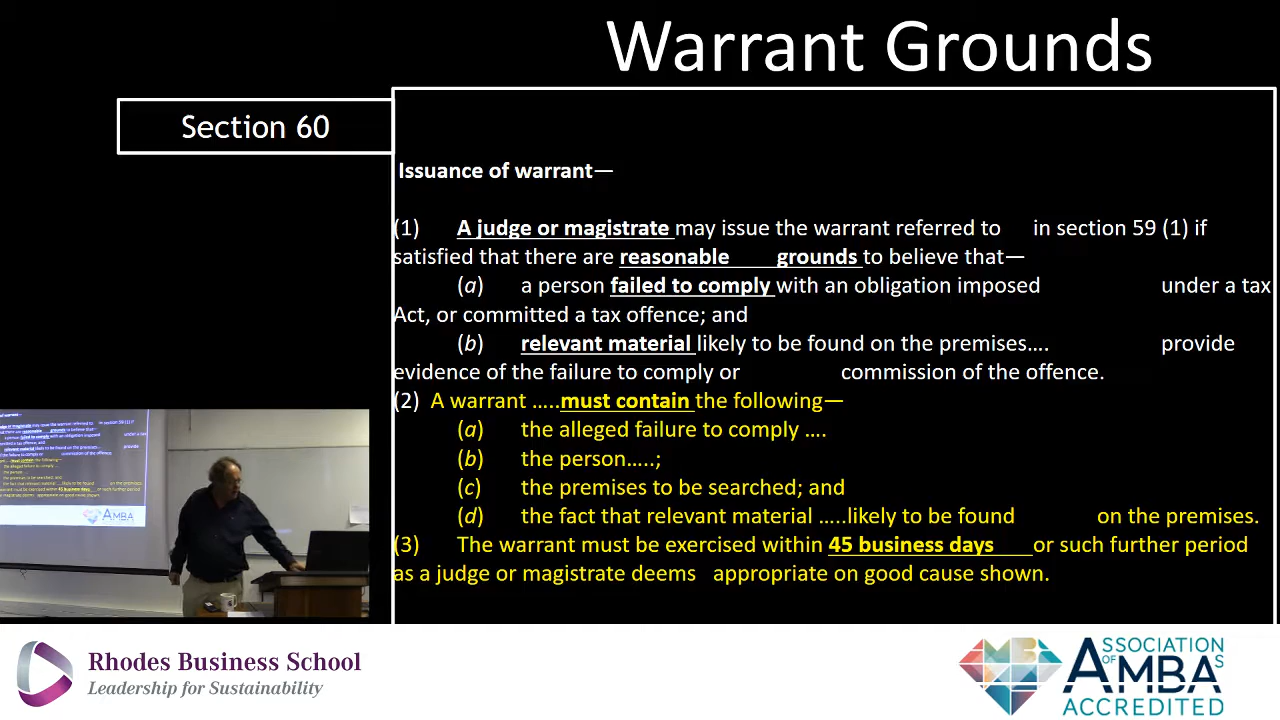 Warrant Grounds
Section 60
Issuance of warrant—
(1) A judge or magistrate may issue the warrant referred to in section 59 (1) if
satisfied that there are reasonable grounds to believe that—
(a) a person failed to comply with an obligation imposed under a tax
Act, or committed a tax offence; and
(b) relevant material likely to be found on the premises…. provide
evidence of the failure to comply or commission of the offence.
(2) A warrant …..must contain the following—
(a) the alleged failure to comply ….
(b) the person…..;
(c) the premises to be searched; and
(d) the fact that relevant material …..likely to be found on the premises.
(3) The warrant must be exercised within 45 business days or such further period
as a judge or magistrate deems appropriate on good cause shown.
Rhodes Business School
Leadership for Sustainability
ASSOCIATION
OF
MBAs
AMBA
ACCREDITED